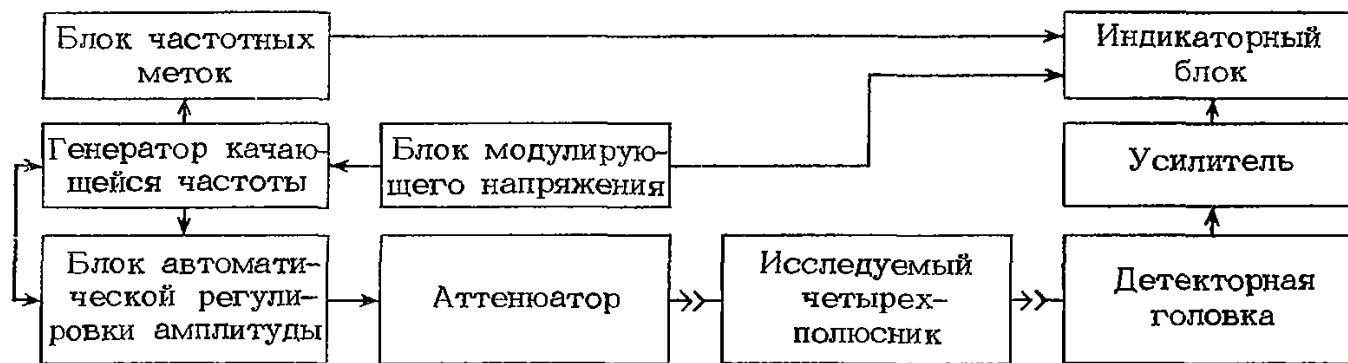 Блок частотных
меток
Индикаторный
блок
Генератор качаю-
щейся частоты
Блок модулирую-
щего напряжения
Усилитель
Блок автомати-
ческой регули-
ровки амплитуды
Аттенюатор
Исследуемый
четырех-
полюсник
Детекторная
головка